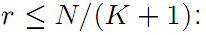 r ≤ N/(K + 1):